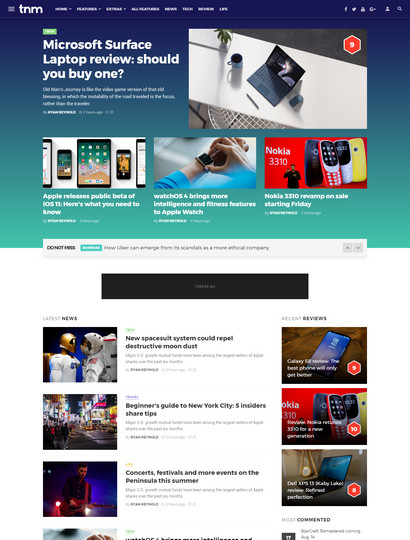 tnm HOME FEATURES EXTRAS ALL FEATURES NEWS TECH REVIEW LIFE
TECH
Microsoft Surface
Laptop review: should
you buy one?
Old Man's Journey is like the video game version of that old
blessing, in which the mutability of the road traveled is the focus,
rather than the traveler.
By RYAN REYNOLD 2 hours ago
9
Nokia
3310
Apple releases public beta of
iOS 11: Here's what you need to
know
By RYAN REYNOLD
watchOS 4 brings more
intelligence and fitness features
to Apple Watch
By RYAN REYNOLD
Nokia 3310 revamp on sale
starting Friday
By RYAN REYNOLD
DO NOT MISS BUSINESS How Uber can emerge from its scandals as a more ethical company
LATEST NEWS
TECH
New spacesuit system could repel
destructive moon dust
Major U.S. growth mutual funds have been among the largest sellers of Apple
shares over the past six months.
By RYAN REYNOLD
TRAVEL
Beginner's guide to New York City: 5 insiders
share tips
Major U.S. growth mutual funds have been among the largest sellers of Apple
shares over the past six months.
By RYAN REYNOLD
Concerts, festivals and more events on the
Peninsula this summer
Major U.S. growth mutual funds have been among the largest sellers of Apple
shares over the past six months.
By RYAN REYNOLD
TECH
watchOS 4 brings more intelligence and
RECENT REVIEWS
Galaxy S8 review: The
best phone will only
get better
9
Review: Nokia returns
3310 for a new
generation
10
Dell XPS 13 (Kaby Lake)
review: Refined
perfection
8
MOST COMMENTED
17
StarCraft: Remastered coming
Aug. 14